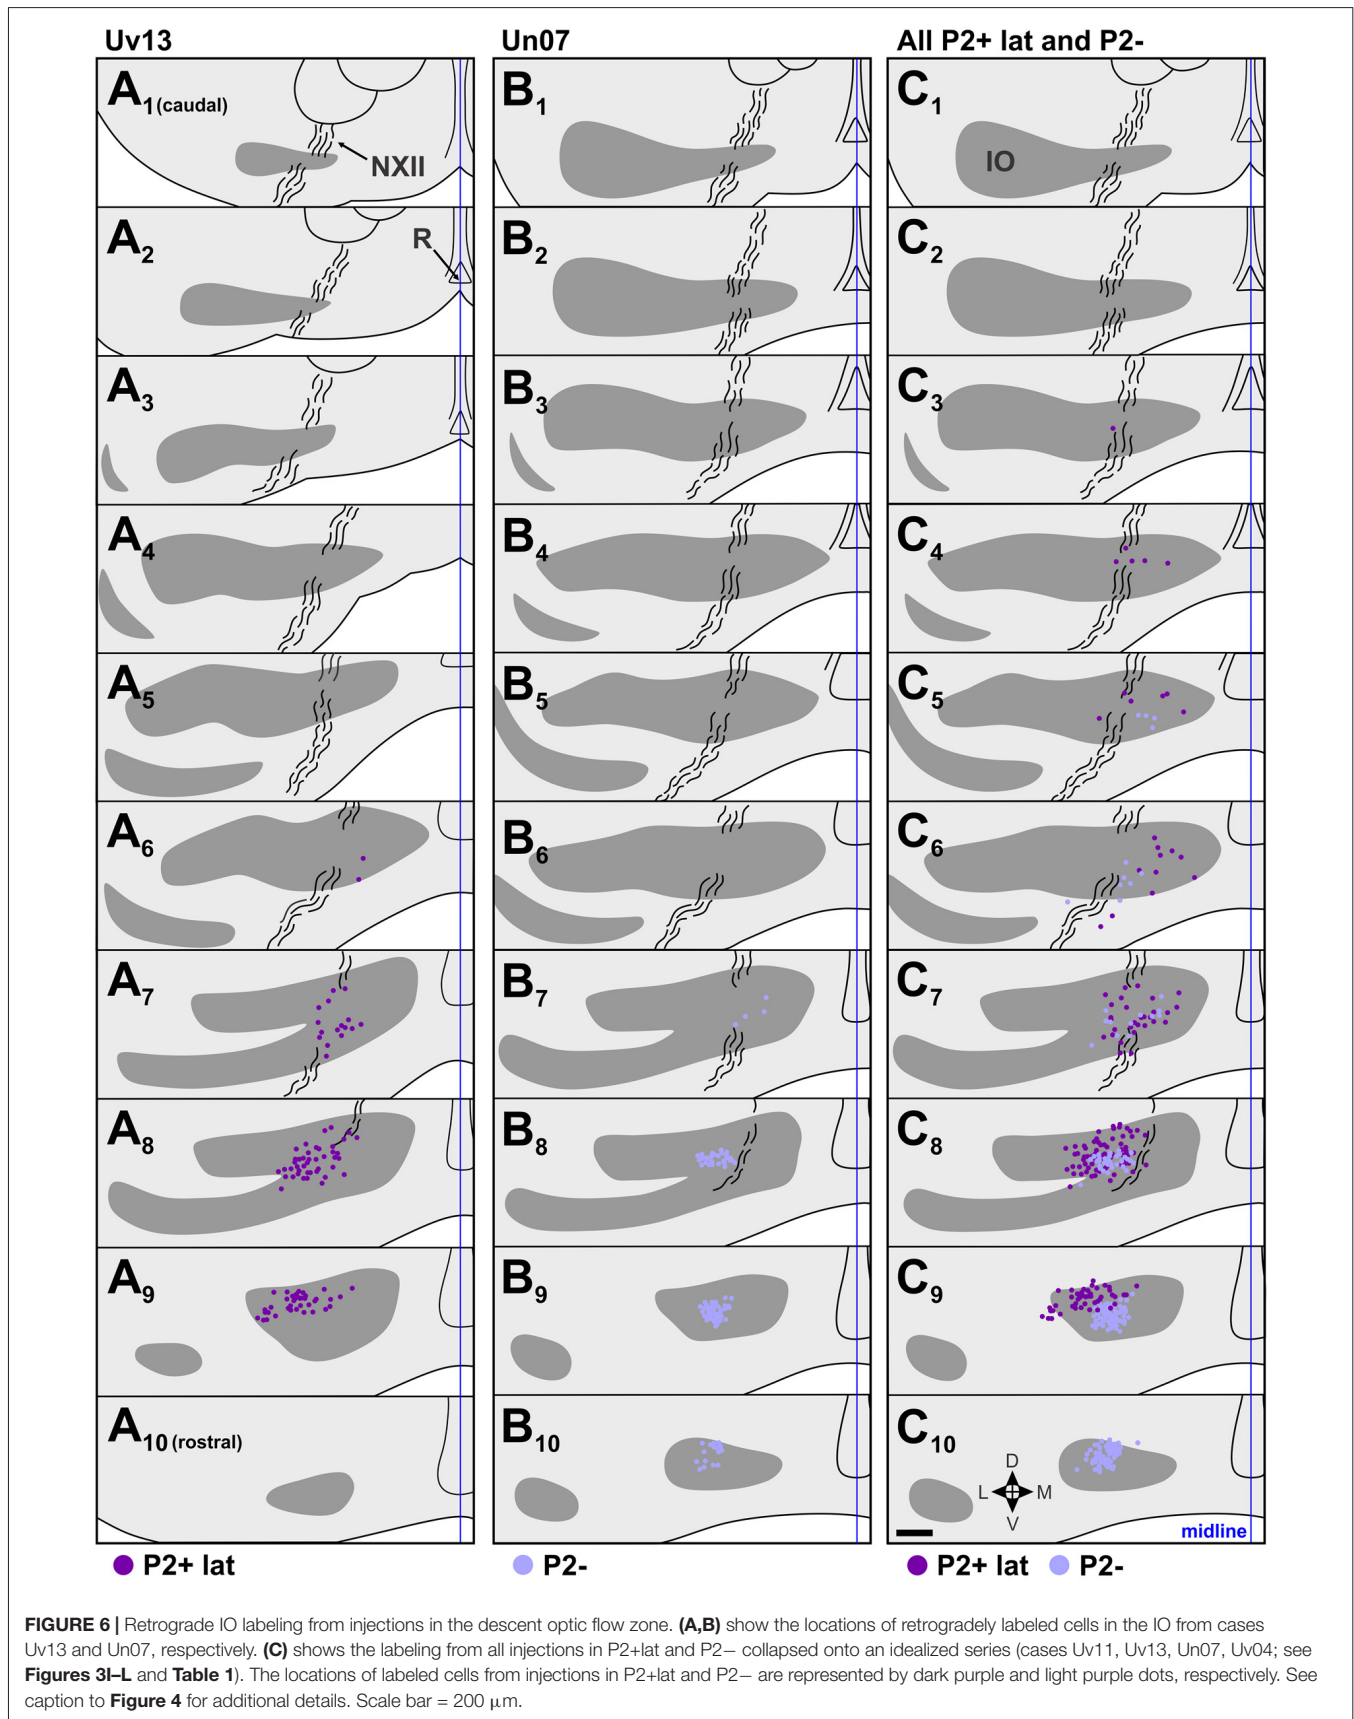 Uv13 Un07 All P2+ lat and P2-
A1 (caudal) B1 C1
NXII IO
A2 B2 C2
R
A3 B3 C3
A4 B4 C4
A5 B5 C5
A6 B6 C6
A7 B7 C7
A8 B8 C8
A9 B9 C9
A10 (rostral) B10 C10
D
L M
V
midline
P2+ lat P2- P2+ lat P2-
FIGURE 6 | Retrograde IO labeling from injections in the descent optic flow zone. (A,B) show the locations of retrogradely labeled cells in the IO from cases
Uv13 and Un07, respectively. (C) shows the labeling from all injections in P2+lat and P2− collapsed onto an idealized series (cases Uv11, Uv13, Un07, Uv04; see
Figures 3I–L and Table 1). The locations of labeled cells from injections in P2+lat and P2− are represented by dark purple and light purple dots, respectively. See
caption to Figure 4 for additional details. Scale bar = 200 μm.